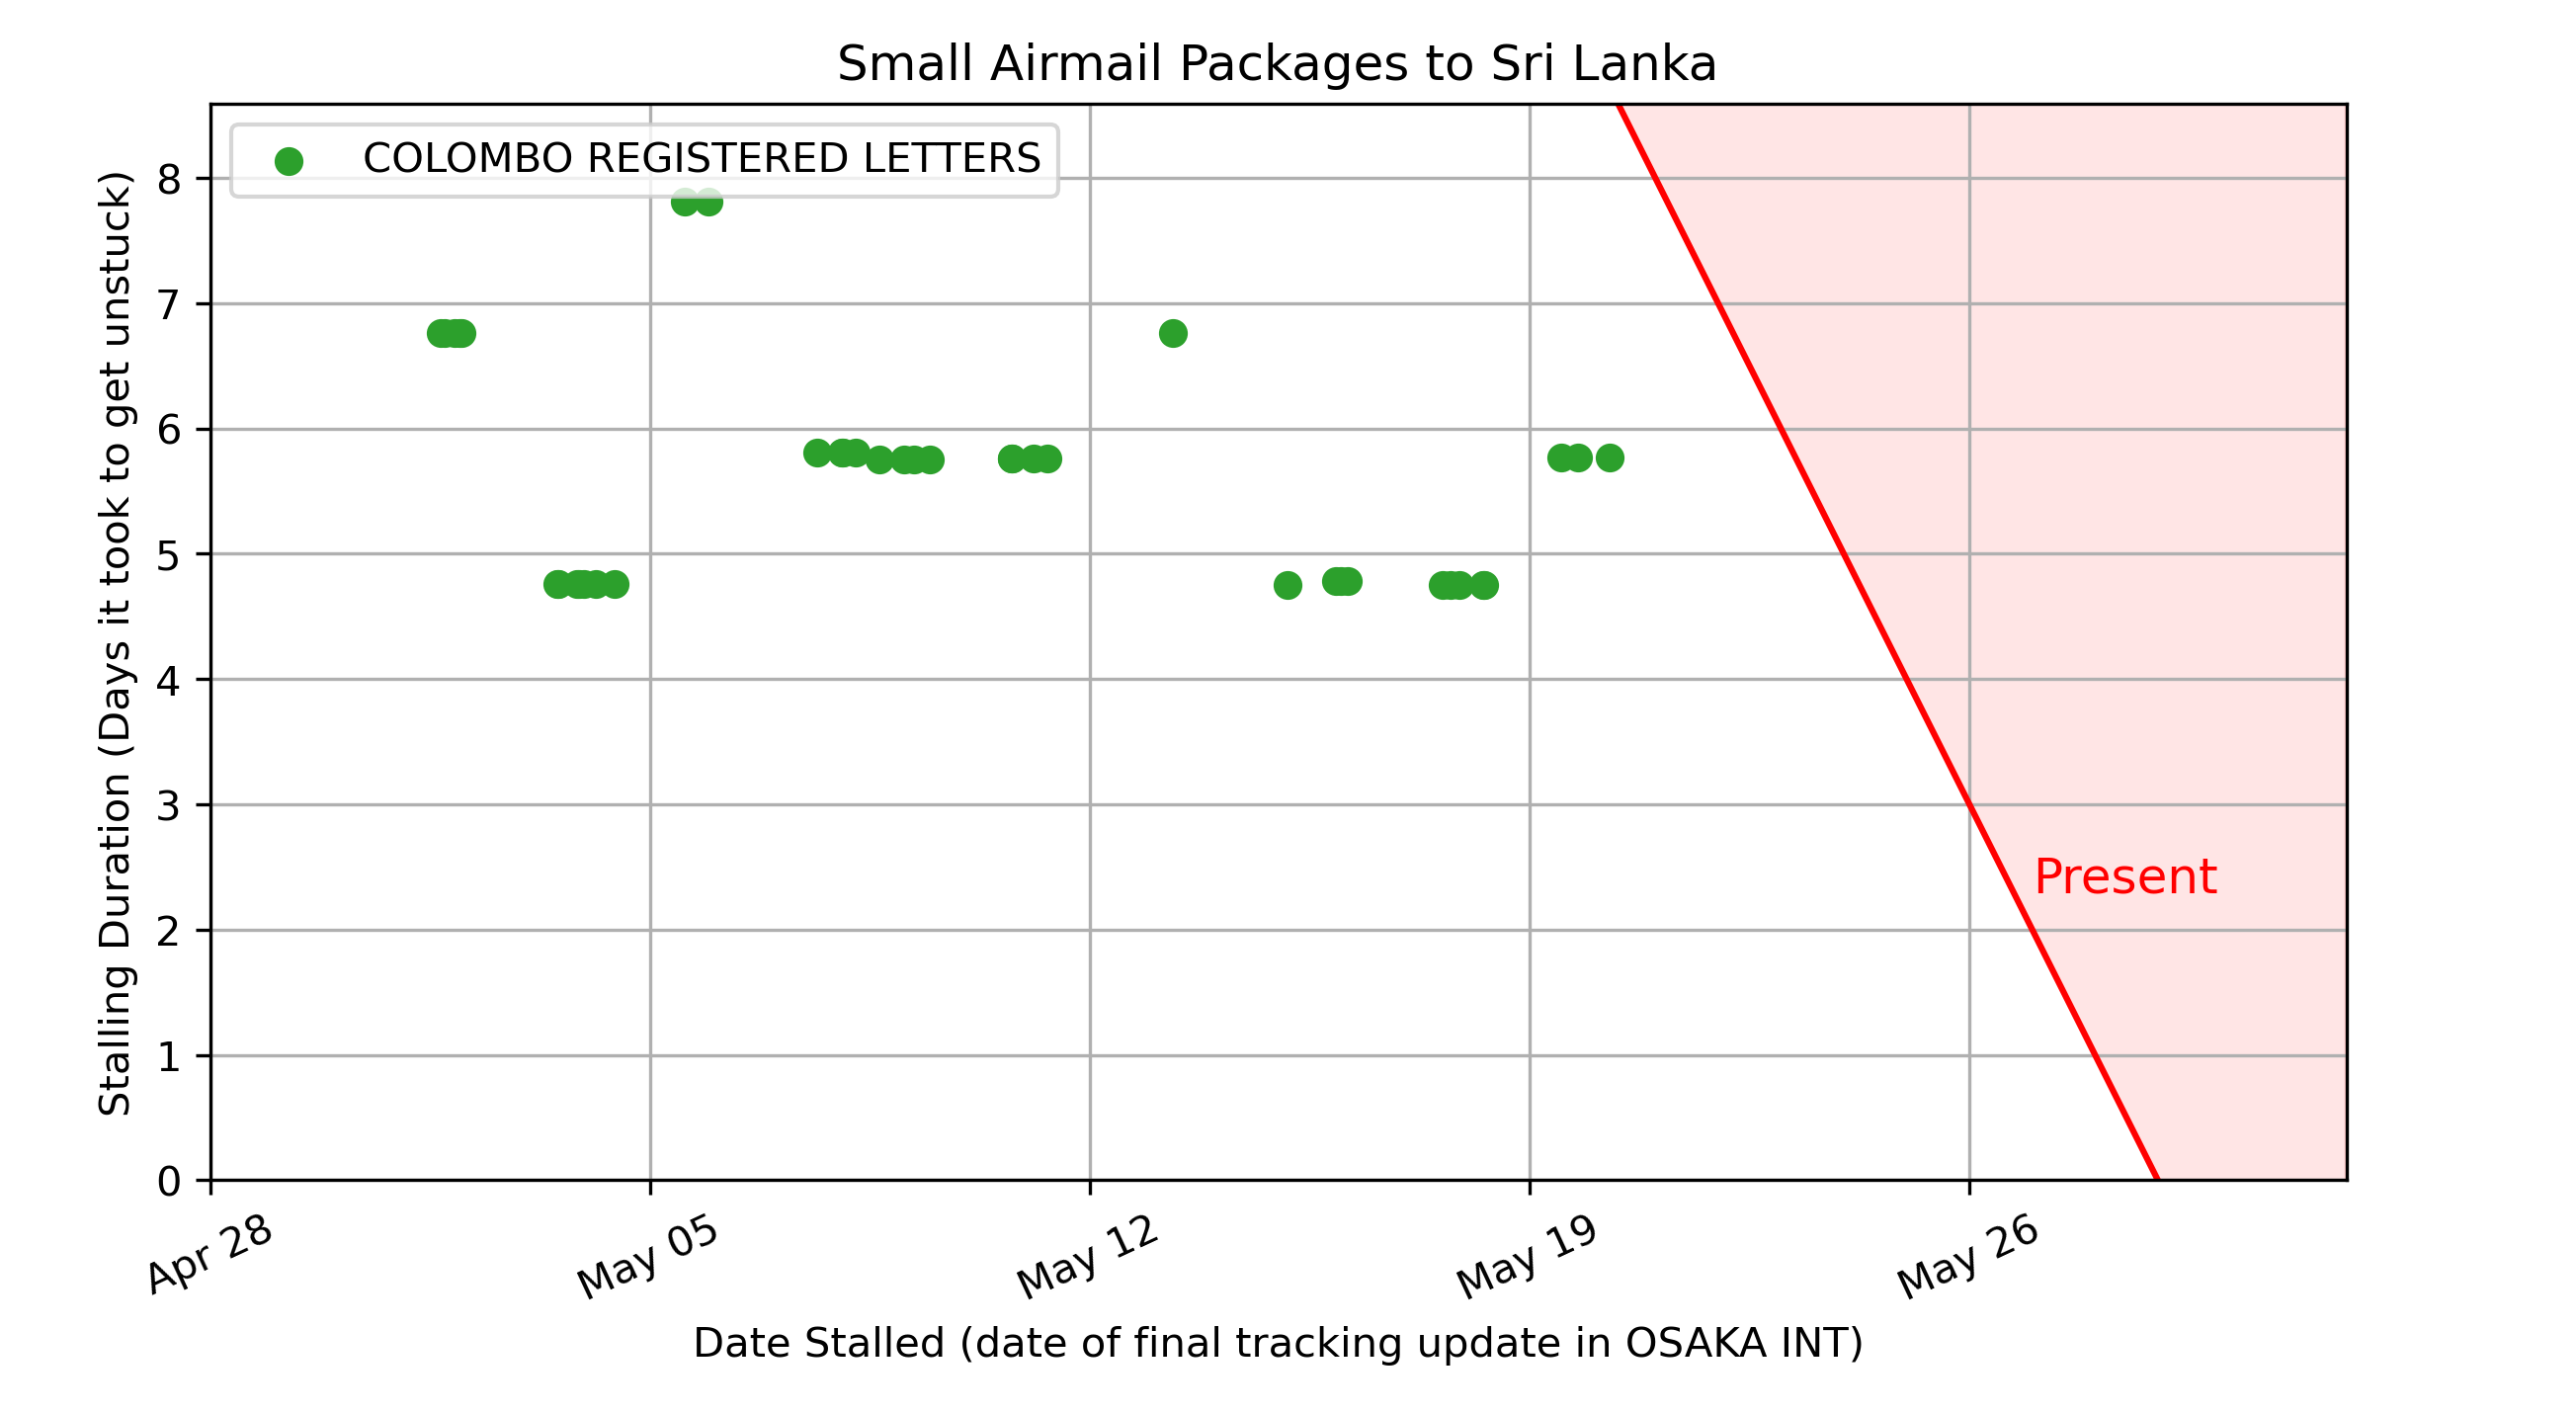 Small Airmail Packages to Sri Lanka
COLOMBO REGISTERED LETTERS
Stalling Duration (Days it took to get unstuck)
8
7
6
5
4
3
2
1
0
Present
Apr 28
May 05
May 12
May 19
May 26
Date Stalled (date of final tracking update in OSAKA INT)